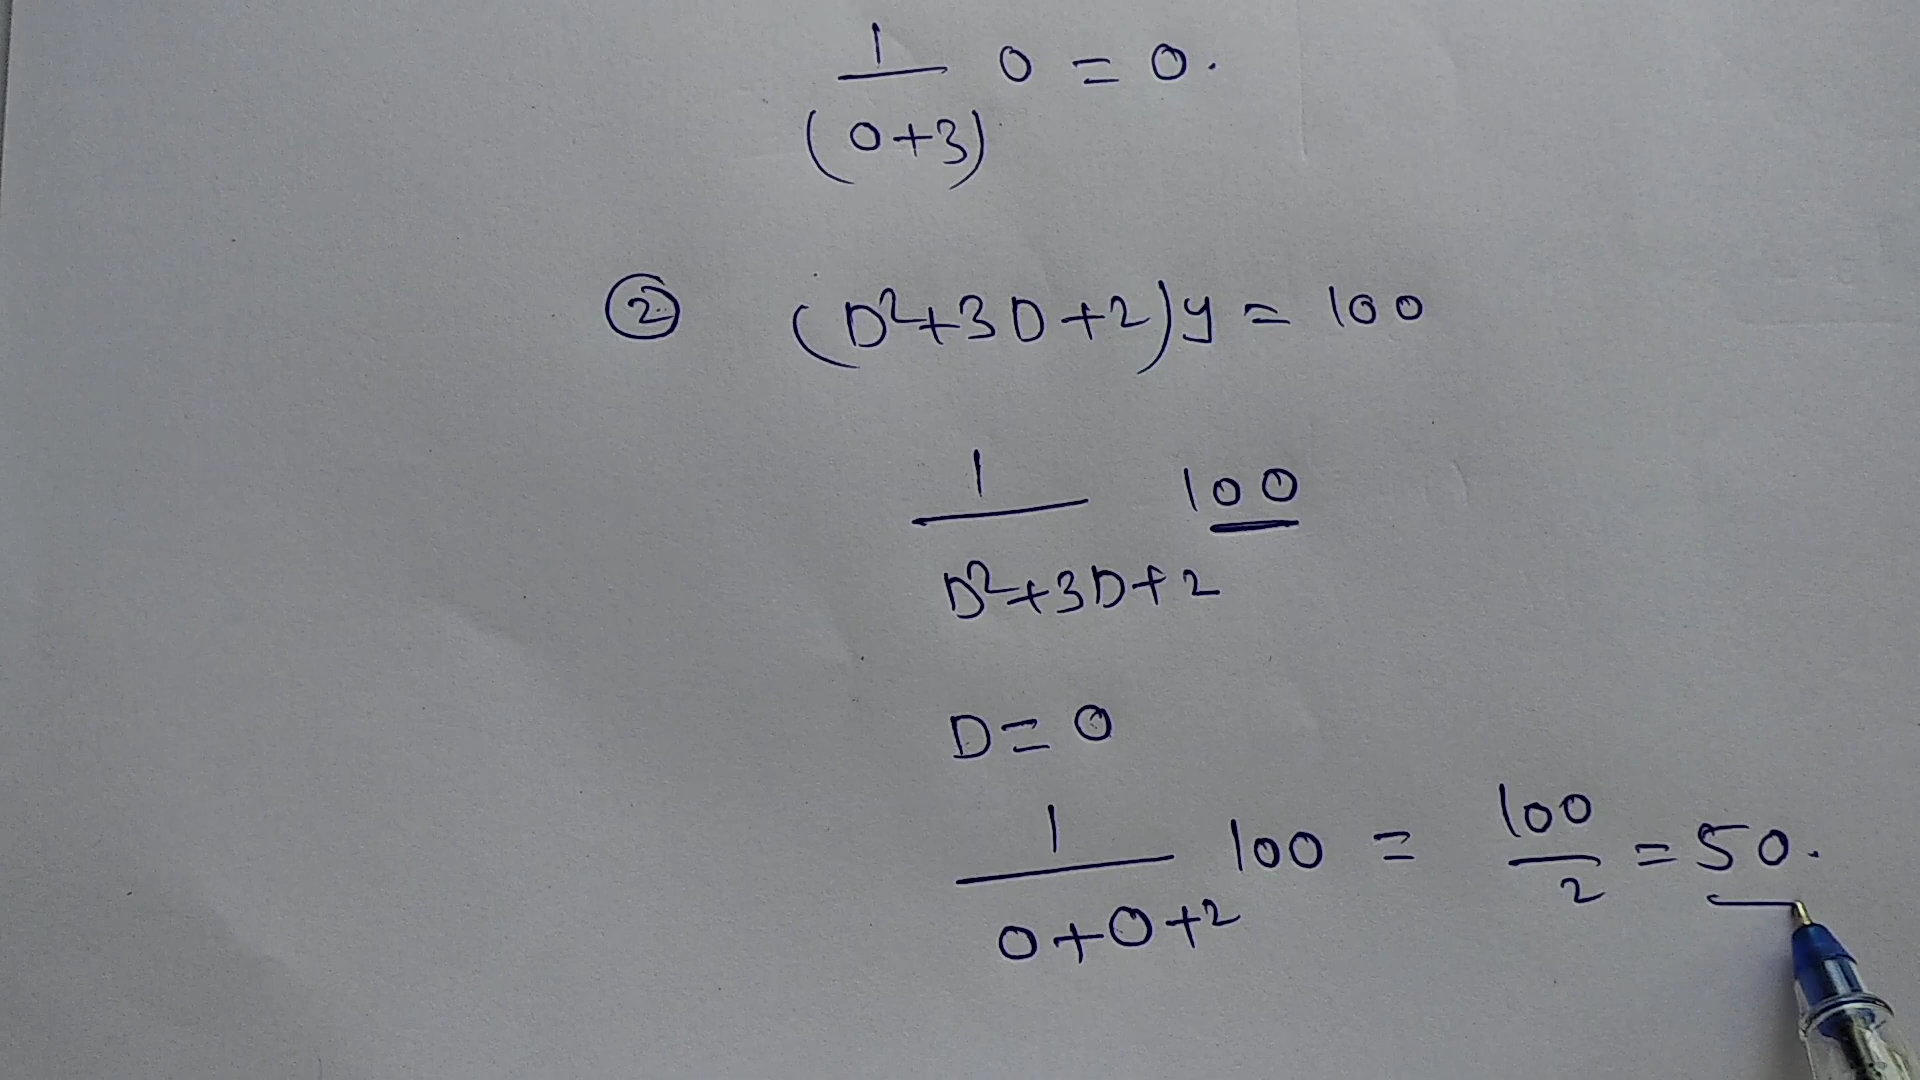 1/(0+3) 0 = 0.
② (D²+3D+2)y = 100
1/(D²+3D+2) 100
D=0
1/(0+0+2) 100 = 100/2 = 50.